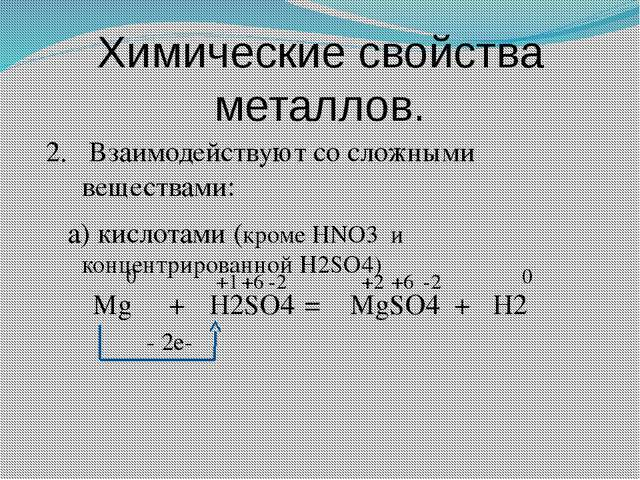 Химические свойства
металлов.
2. Взаимодействуют со сложными
веществами:
а) кислотами (кроме HNO3 и
концентрированной H2SO4)
0 +1 +6 -2 +2 +6 -2 0
Mg + H2SO4 = MgSO4 + H2
- 2e-